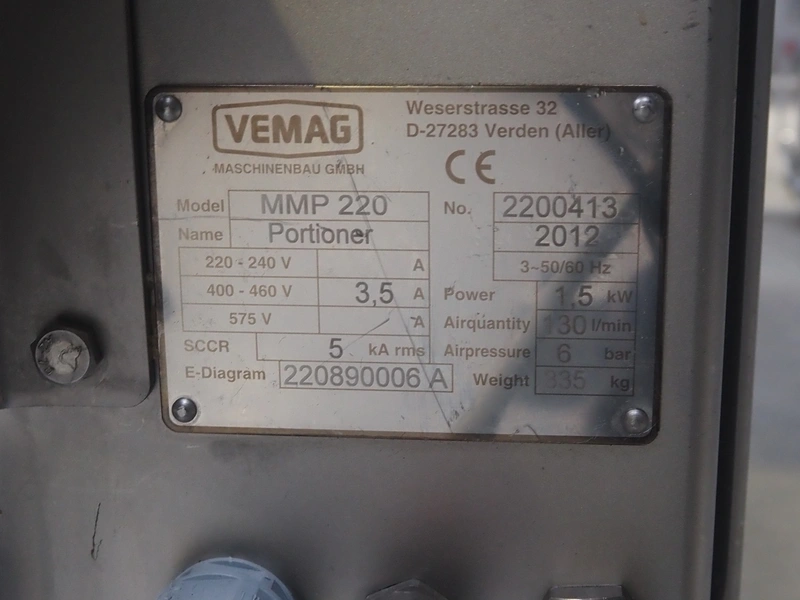 VEMAG
MASCHINENBAU GMBH
Weserstrasse 32
D-27283 Verden (Aller)
CE
Model MMP 220 No. 2200413
Name Portioner 2012
220 - 240 V A 3~50/60 Hz
400 - 460 V 3,5 A Power 1,5 kW
575 V A Airquantity 130 l/min
SCCR 5 kA rms Airpressure 6 bar
E-Diagram 220890006 A Weight 335 kg